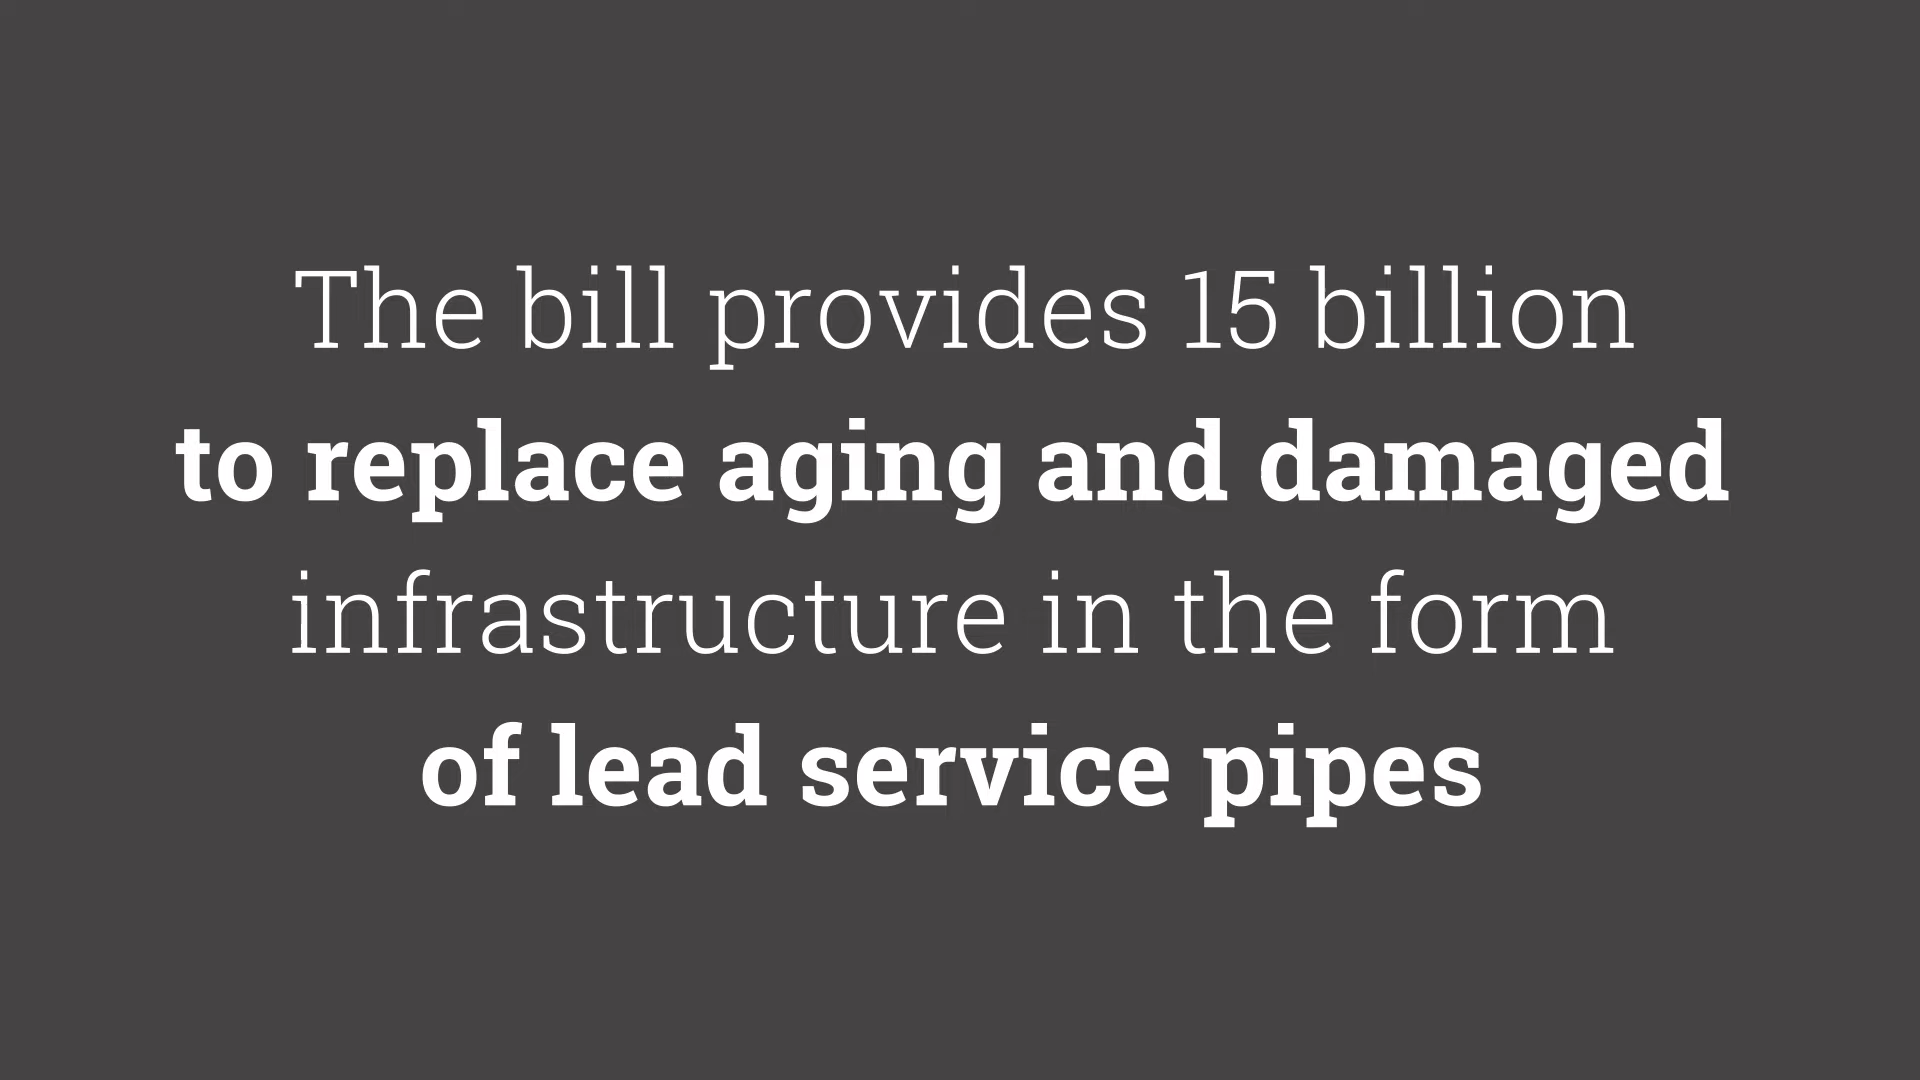 The bill provides 15 billion
to replace aging and damaged
infrastructure in the form
of lead service pipes